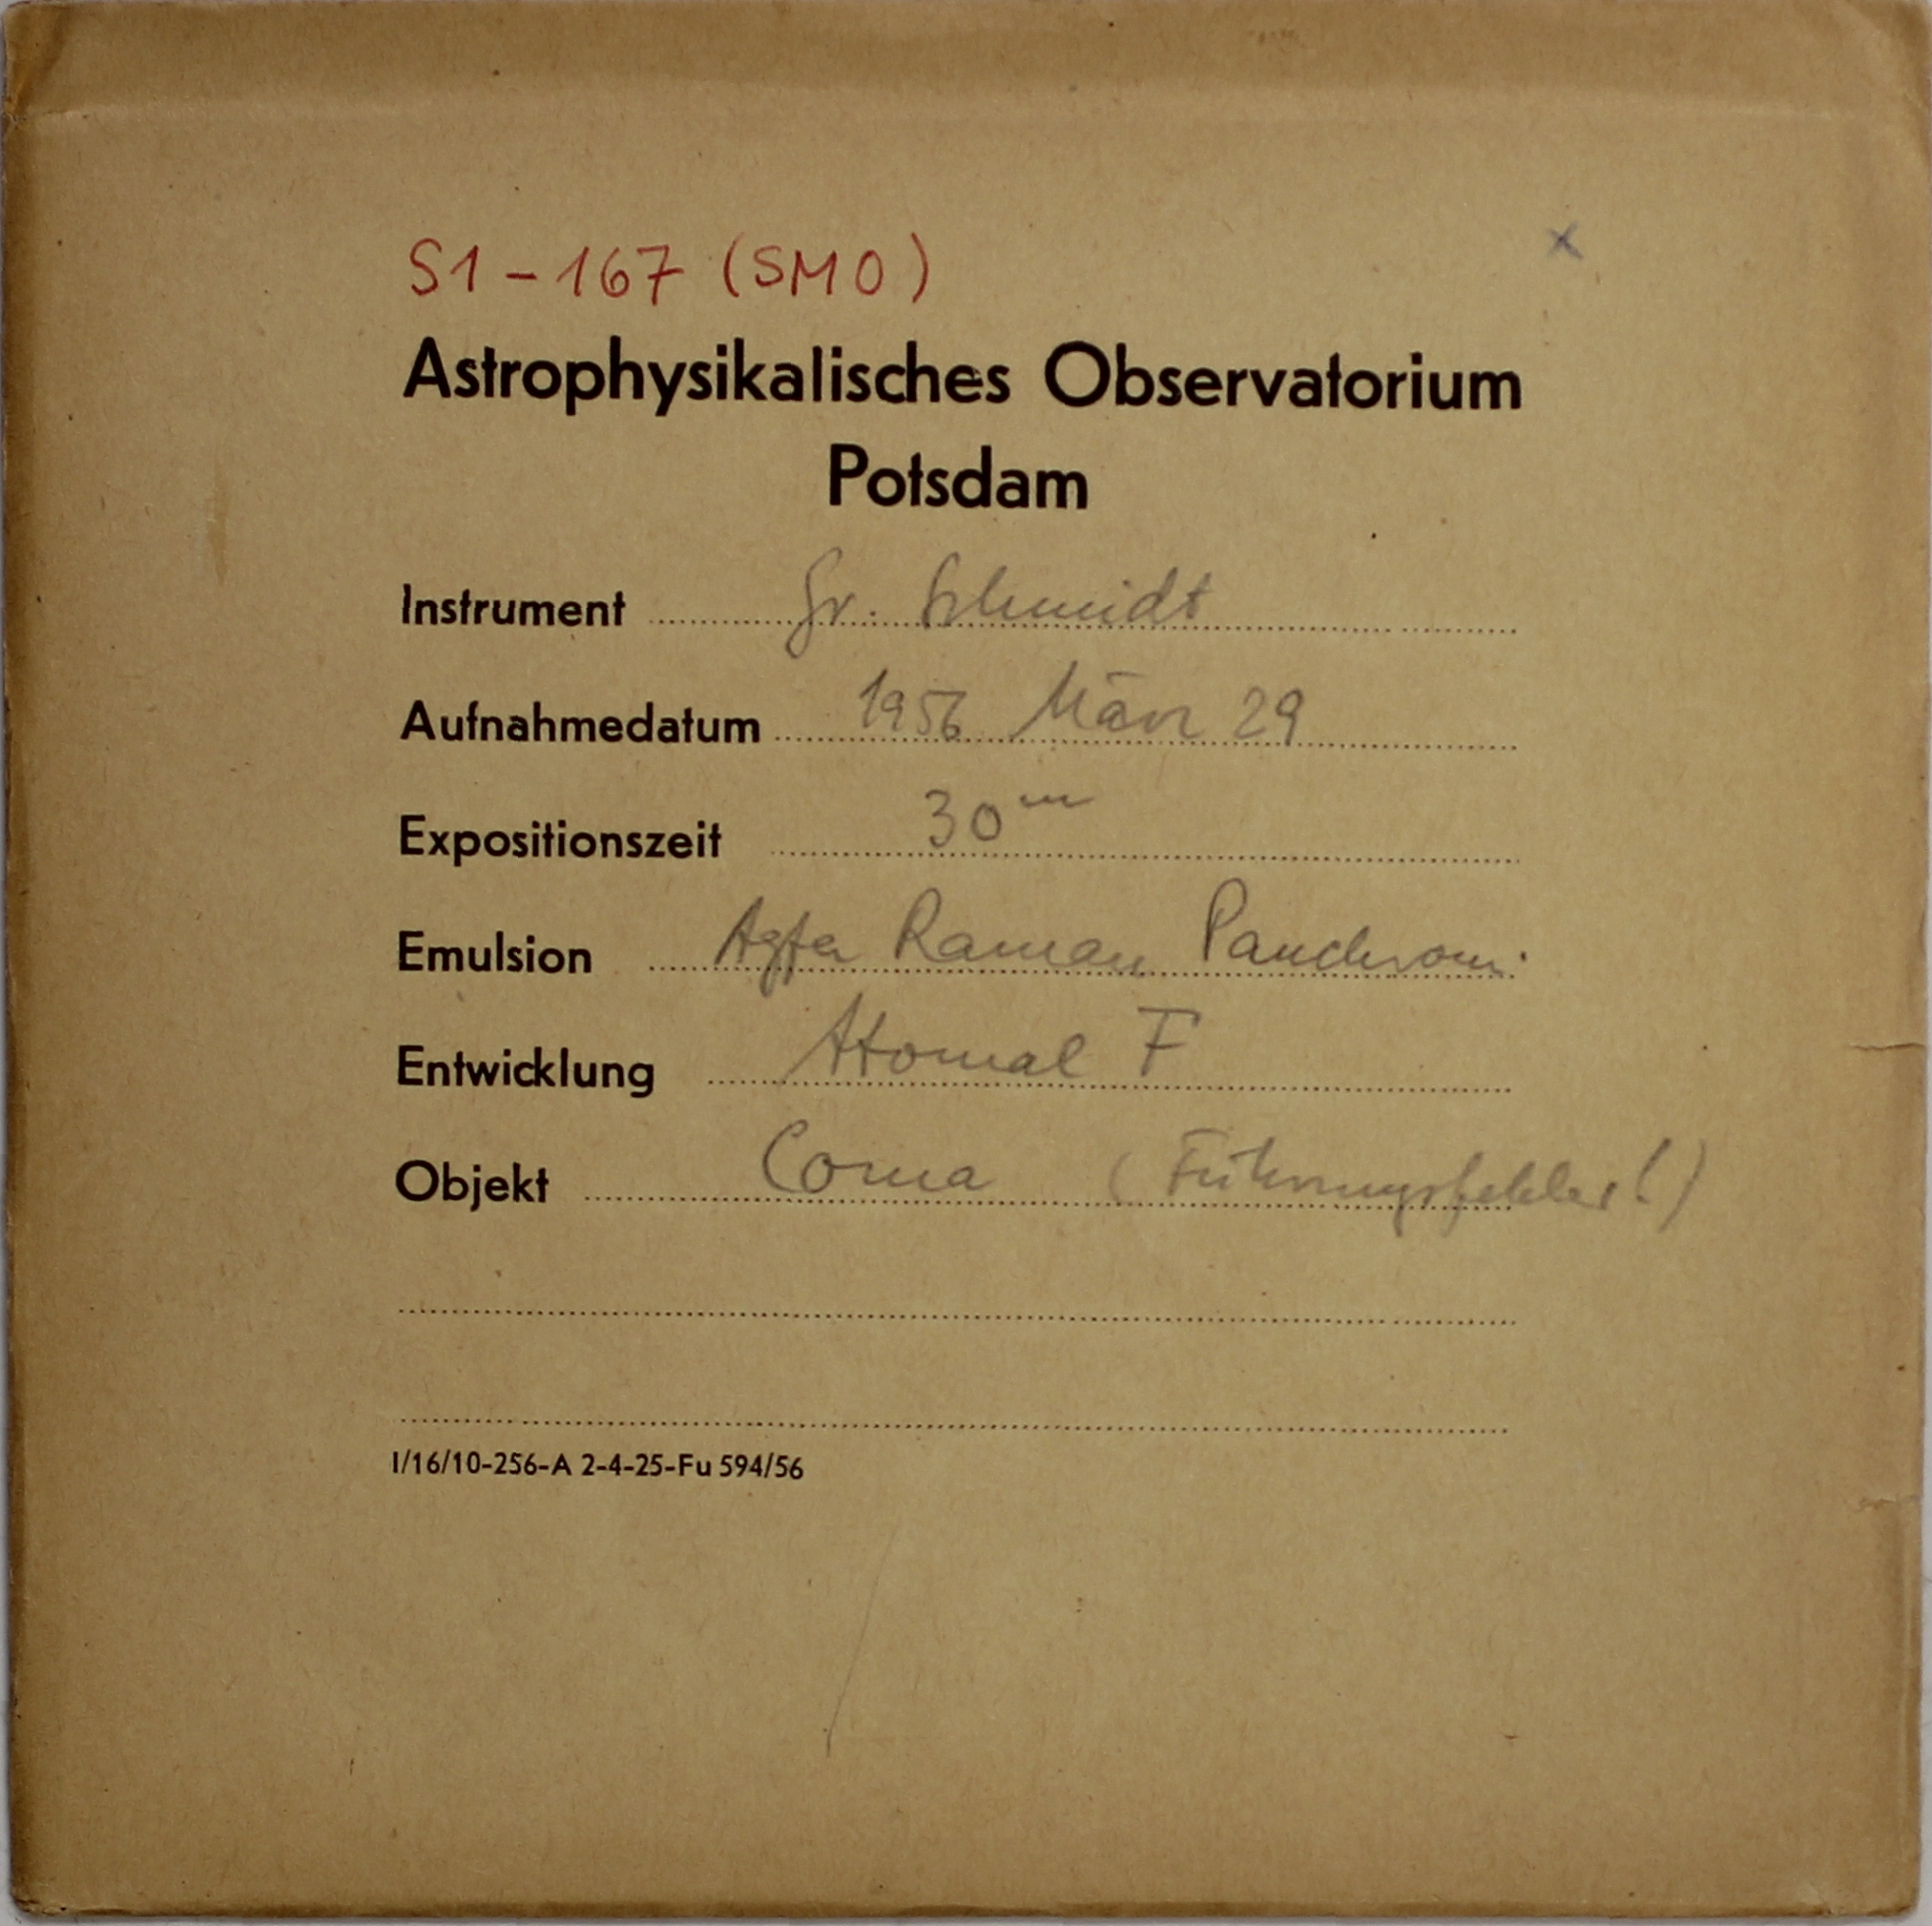 S1-167 (SMO)
x
Astrophysikalisches Observatorium
Potsdam
Instrument Gr. Schmidt
Aufnahmedatum 1956 März 29
Expositionszeit 30m
Emulsion Agfa Raman Panchrom.
Entwicklung Atomal F
Objekt Coma (Führungsfehler!)
I/16/10-256-A 2-4-25-Fu 594/56